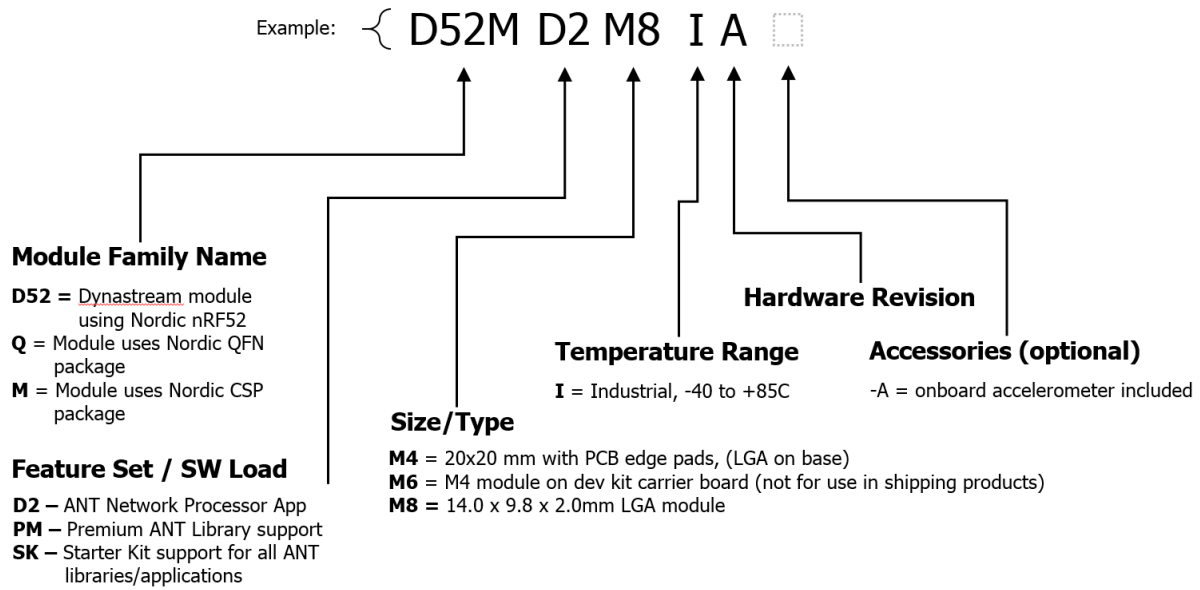 Example:
D52M D2 M8 I A
Module Family Name
D52 = Dynastream module
using Nordic nRF52
Q = Module uses Nordic QFN
package
M = Module uses Nordic CSP
package
Feature Set / SW Load
D2 – ANT Network Processor App
PM – Premium ANT Library support
SK – Starter Kit support for all ANT
libraries/applications
Size/Type
M4 = 20x20 mm with PCB edge pads, (LGA on base)
M6 = M4 module on dev kit carrier board (not for use in shipping products)
M8 = 14.0 x 9.8 x 2.0mm LGA module
Temperature Range
I = Industrial, -40 to +85C
Hardware Revision
Accessories (optional)
-A = onboard accelerometer included